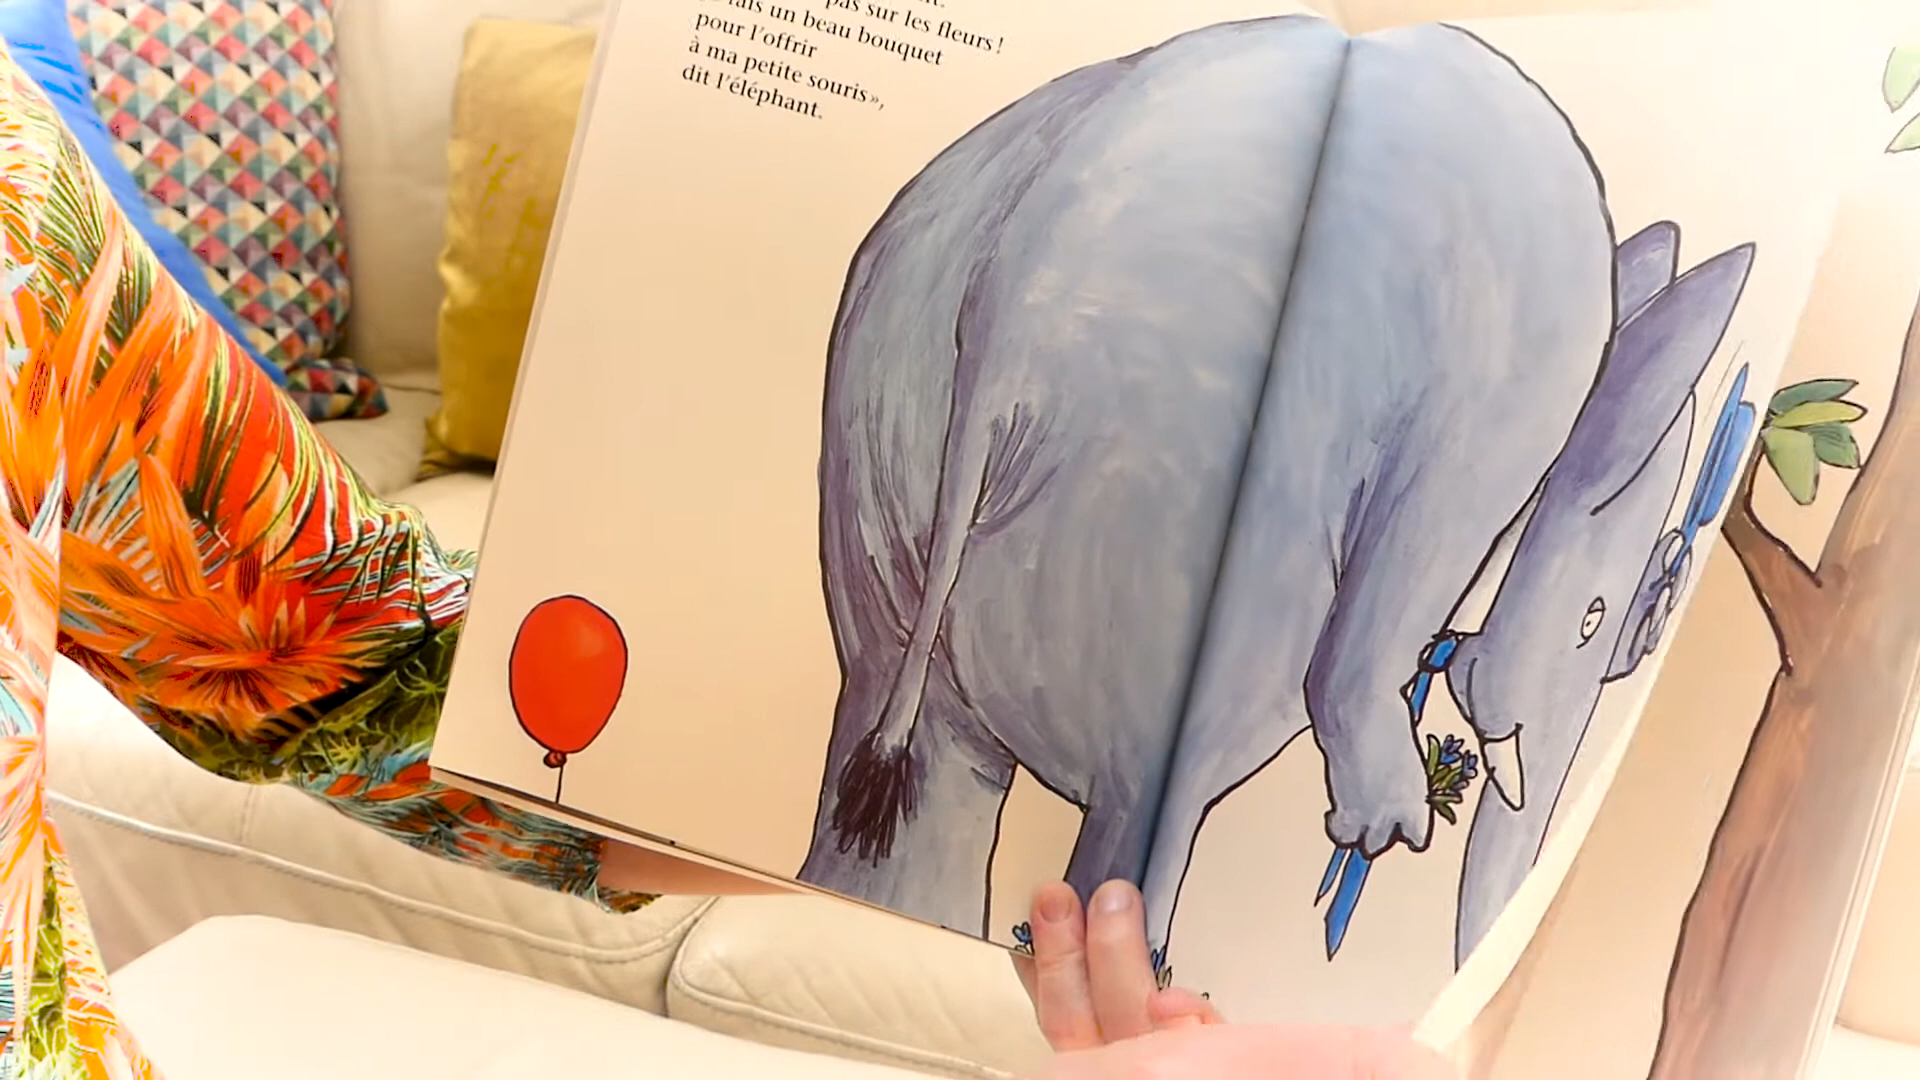 pas sur les fleurs !
fais un beau bouquet
pour l'offrir
à ma petite souris »,
dit l'éléphant.